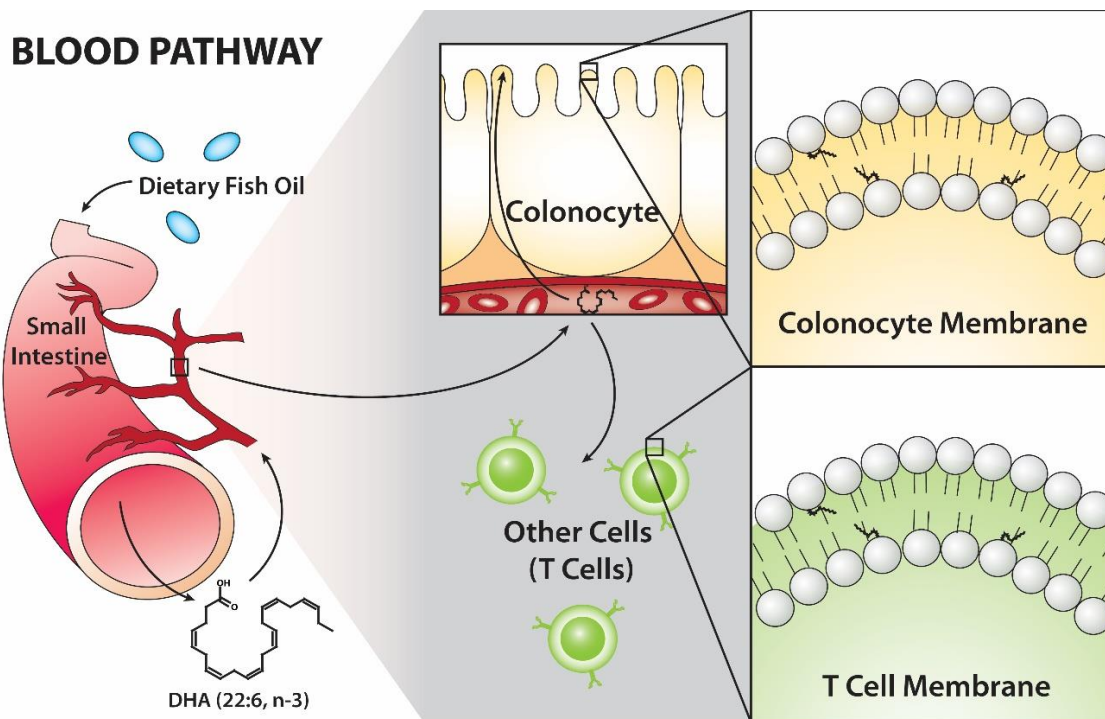 BLOOD PATHWAY
Dietary Fish Oil
Small
Intestine
OH
O
DHA (22:6, n-3)
Colonocyte
Other Cells
(T Cells)
Colonocyte Membrane
T Cell Membrane